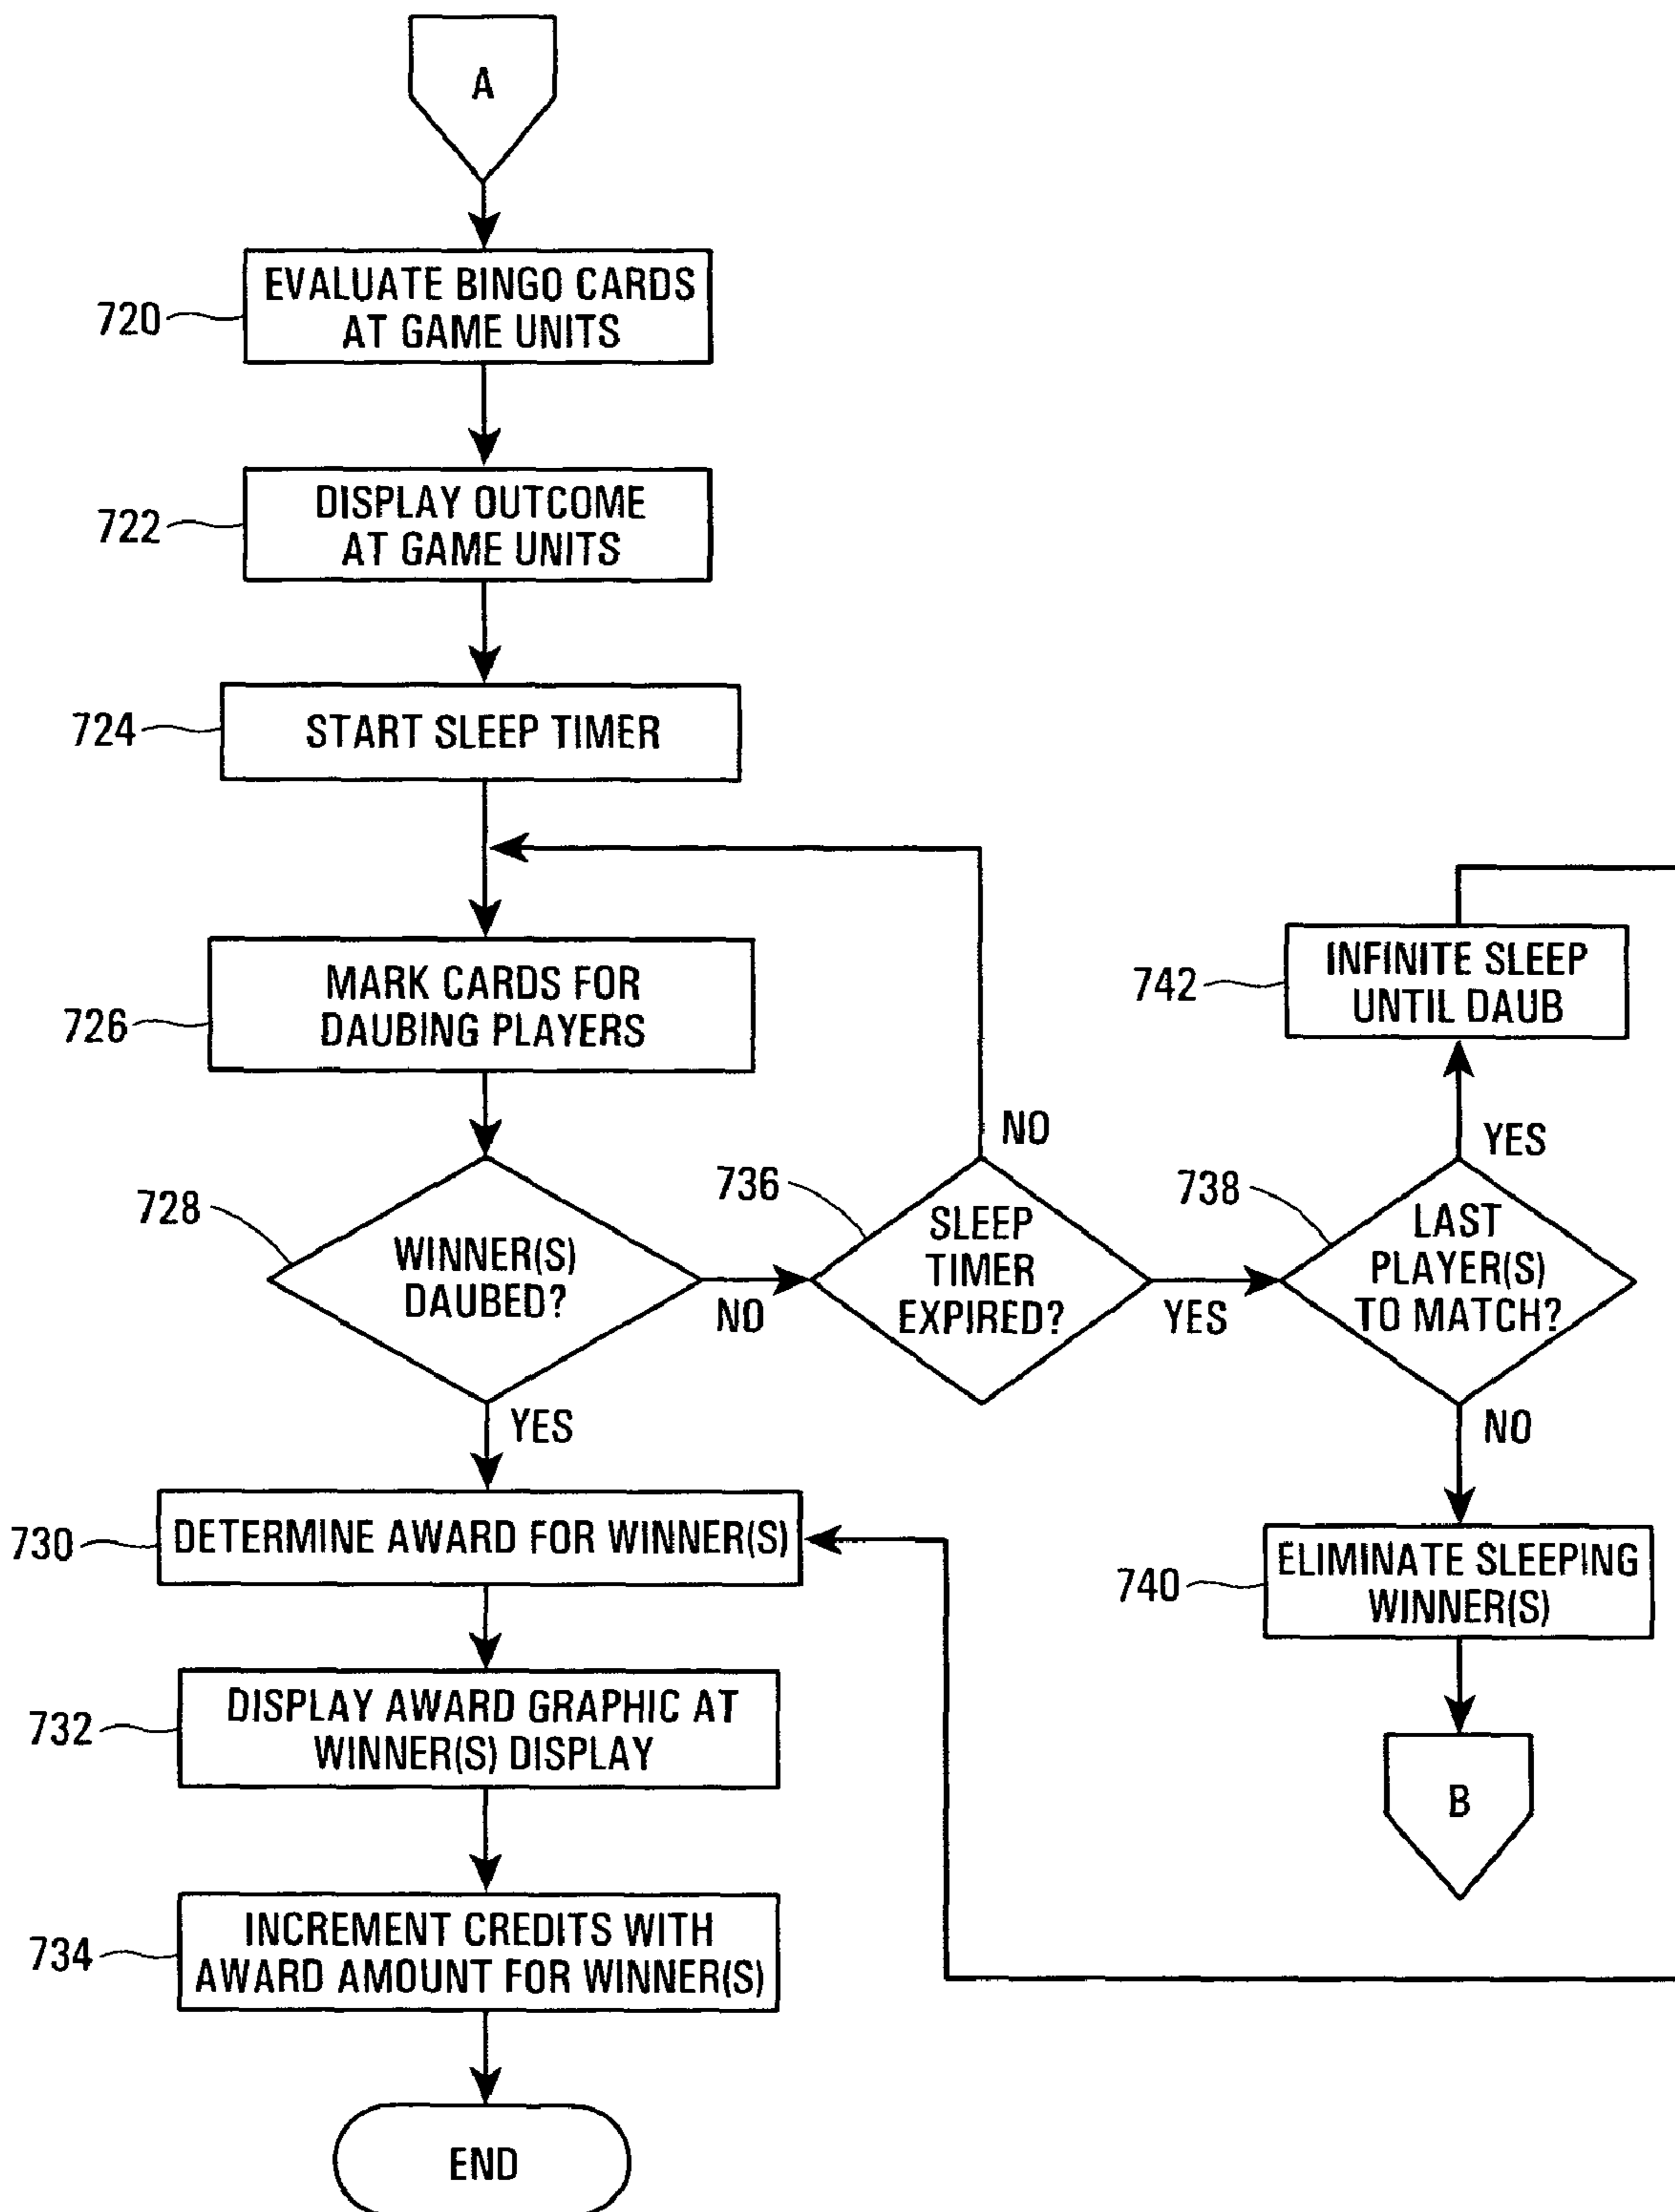 A
720
EVALUATE BINGO CARDS
AT GAME UNITS
722
DISPLAY OUTCOME
AT GAME UNITS
724
START SLEEP TIMER
726
MARK CARDS FOR
DAUBING PLAYERS
728
WINNER(S)
DAUBED?
NO
YES
736
SLEEP
TIMER
EXPIRED?
NO
YES
738
LAST
PLAYER(S)
TO MATCH?
YES
NO
742
INFINITE SLEEP
UNTIL DAUB
740
ELIMINATE SLEEPING
WINNER(S)
B
730
DETERMINE AWARD FOR WINNER(S)
732
DISPLAY AWARD GRAPHIC AT
WINNER(S) DISPLAY
734
INCREMENT CREDITS WITH
AWARD AMOUNT FOR WINNER(S)
END